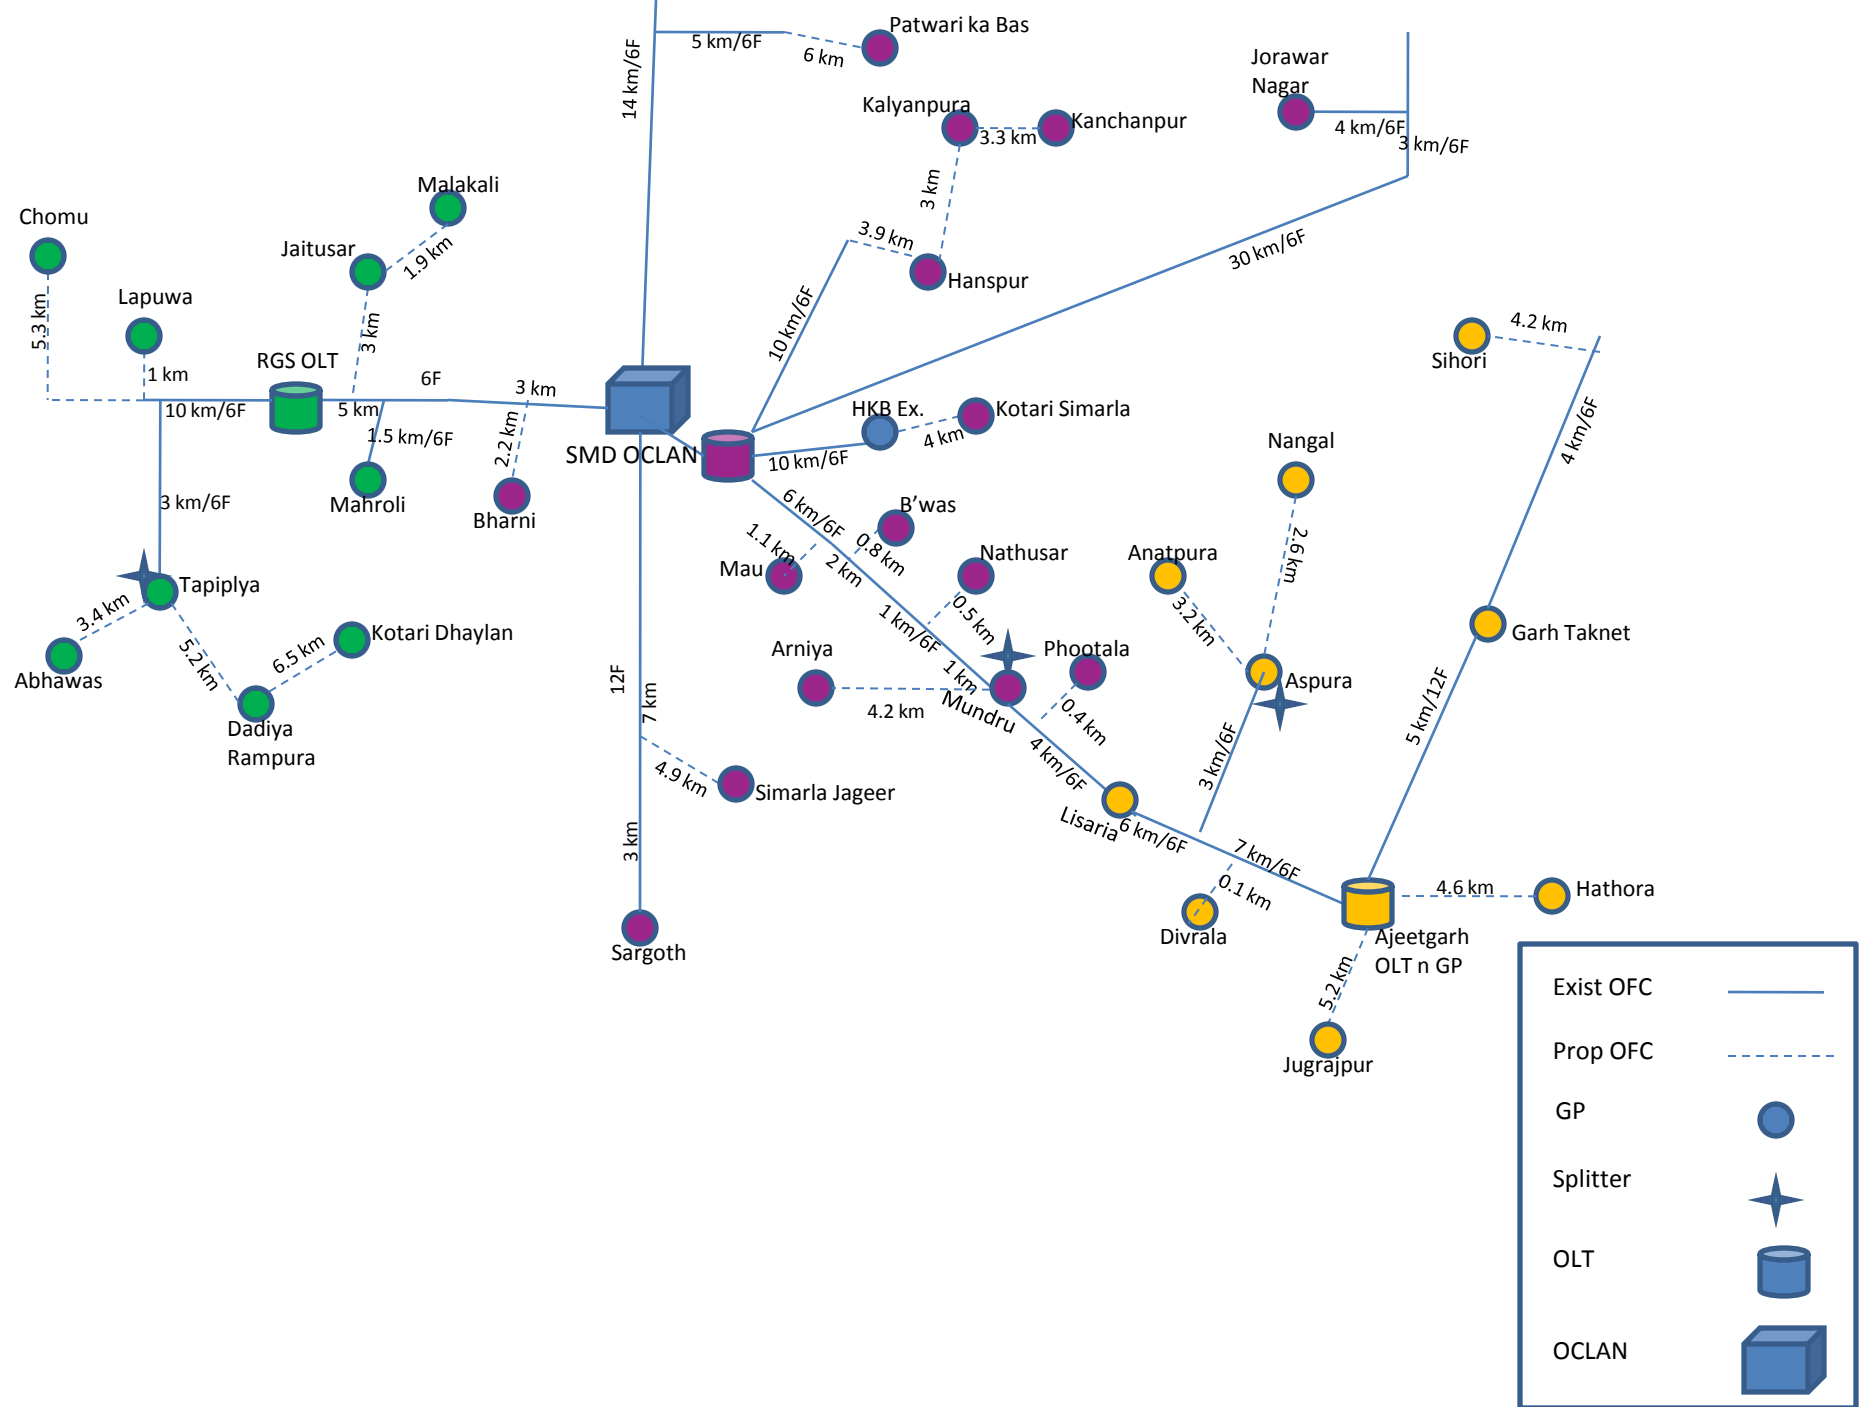 Patwari ka Bas
5 km/6F
6 km
14 km/6F
Jorawar
Nagar
Kalyanpura
Kanchanpur
3.3 km
4 km/6F
3 km/6F
3 km
Malakali
Chomu
Jaitusar
1.9 km
3.9 km
Hanspur
30 km/6F
Lapuwa
5.3 km
3 km
10 km/6F
4.2 km
Sihori
RGS OLT
1 km
6F
3 km
10 km/6F
5 km
HKB Ex.
Kotari Simarla
4 km
1.5 km/6F
2.2 km
SMD OCLAN
10 km/6F
4 km/6F
Nangal
3 km/6F
Mahroli
Bharni
6 km/6F
B’was
1.1 km
0.8 km
Mau
2 km
Nathusar
Anatpura
2.6 km
Tapiplya
3.4 km
0.5 km
3.2 km
1 km/6F
Garh Taknet
Kotari Dhaylan
6.5 km
5.2 km
Abhawas
Arniya
Phootala
1 km
Aspura
12F
7 km
4.2 km
Mundru
0.4 km
5 km/12F
Dadiya
Rampura
4 km/6F
3 km/6F
4.9 km
Simarla Jageer
Lisaria
6 km/6F
3 km
7 km/6F
0.1 km
4.6 km
Hathora
Sargoth
Divrala
Ajeetgarh
OLT n GP
5.2 km
Jugrajpur
Exist OFC
Prop OFC
GP
Splitter
OLT
OCLAN